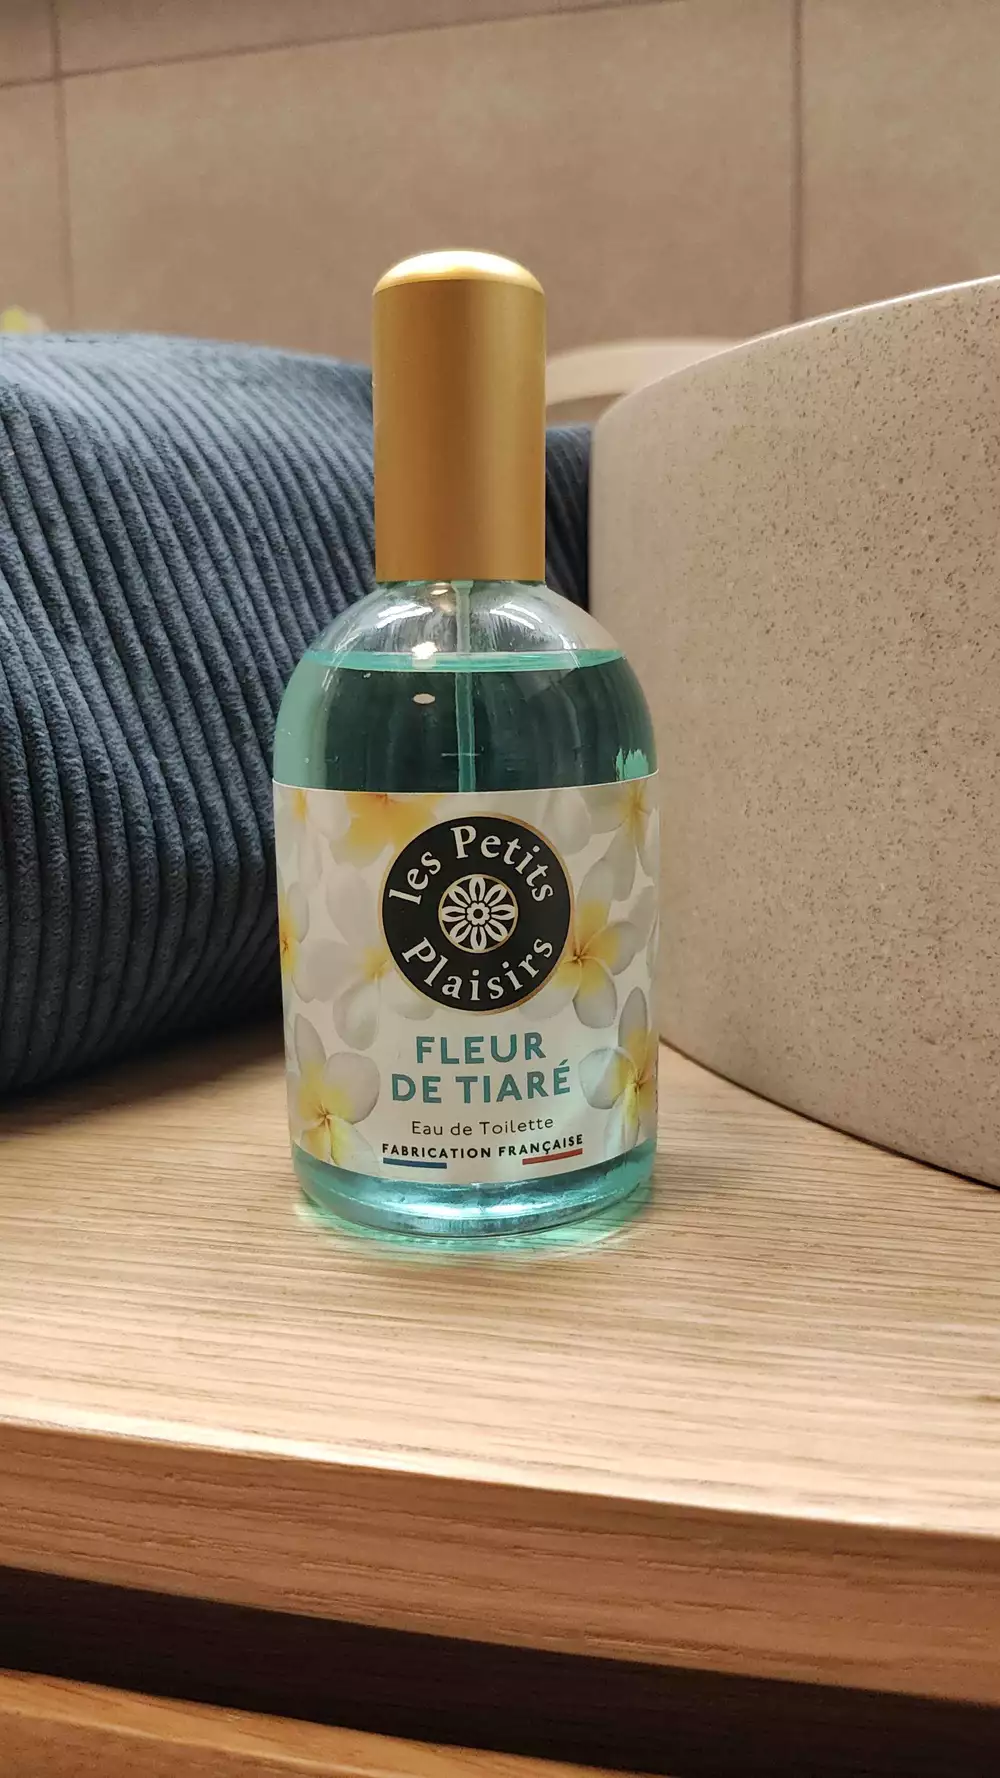 les Petits
Plaisirs
FLEUR
DE TIARÉ
Eau de Toilette
FABRICATION FRANÇAISE